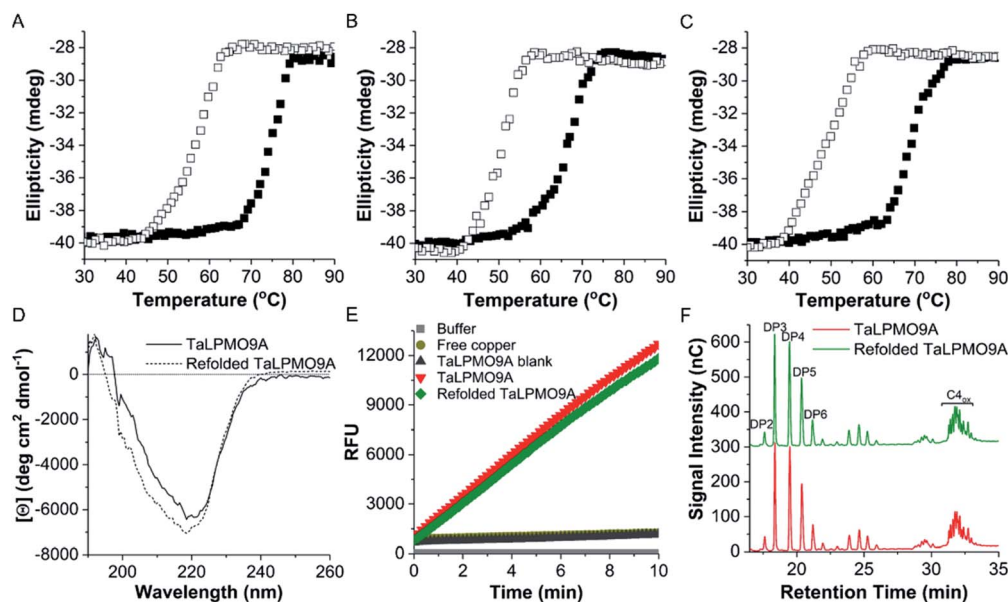 A
B
C
-28
-30
-32
-34
-36
-38
-40
Ellipticity (mdeg)
30 40 50 60 70 80 90
Temperature (°C)
-28
-30
-32
-34
-36
-38
-40
Ellipticity (mdeg)
30 40 50 60 70 80 90
Temperature (°C)
-28
-30
-32
-34
-36
-38
-40
Ellipticity (mdeg)
30 40 50 60 70 80 90
Temperature (°C)
D
TaLPMO9A
Refolded TaLPMO9A
0
-2000
-4000
-6000
-8000
[Θ] (deg cm² dmol⁻¹)
200 220 240 260
Wavelength (nm)
E
Buffer
Free copper
TaLPMO9A blank
TaLPMO9A
Refolded TaLPMO9A
12000
9000
6000
3000
0
RFU
0 2 4 6 8 10
Time (min)
F
TaLPMO9A
Refolded TaLPMO9A
DP2
DP3
DP4
DP5
DP6
C4ox
600
500
400
300
300
200
100
0
Signal Intensity (nC)
20 25 30 35
Retention Time (min)